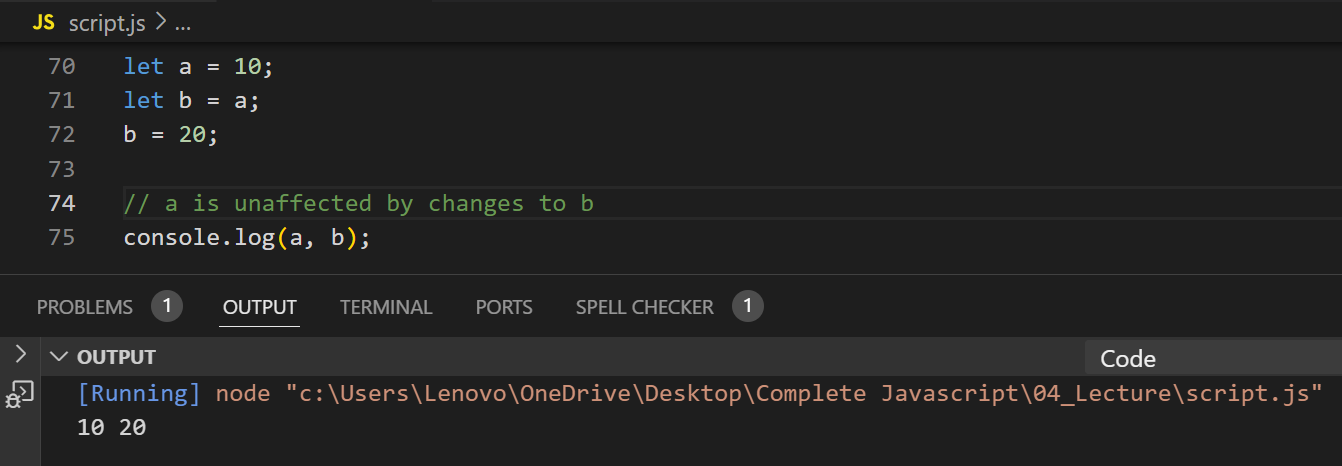 JS script.js > ...
70 let a = 10;
71 let b = a;
72 b = 20;
73
74 // a is unaffected by changes to b
75 console.log(a, b);
PROBLEMS 1 OUTPUT TERMINAL PORTS SPELL CHECKER 1
OUTPUT Code
[Running] node "c:\Users\Lenovo\OneDrive\Desktop\Complete Javascript\04_Lecture\script.js"
10 20